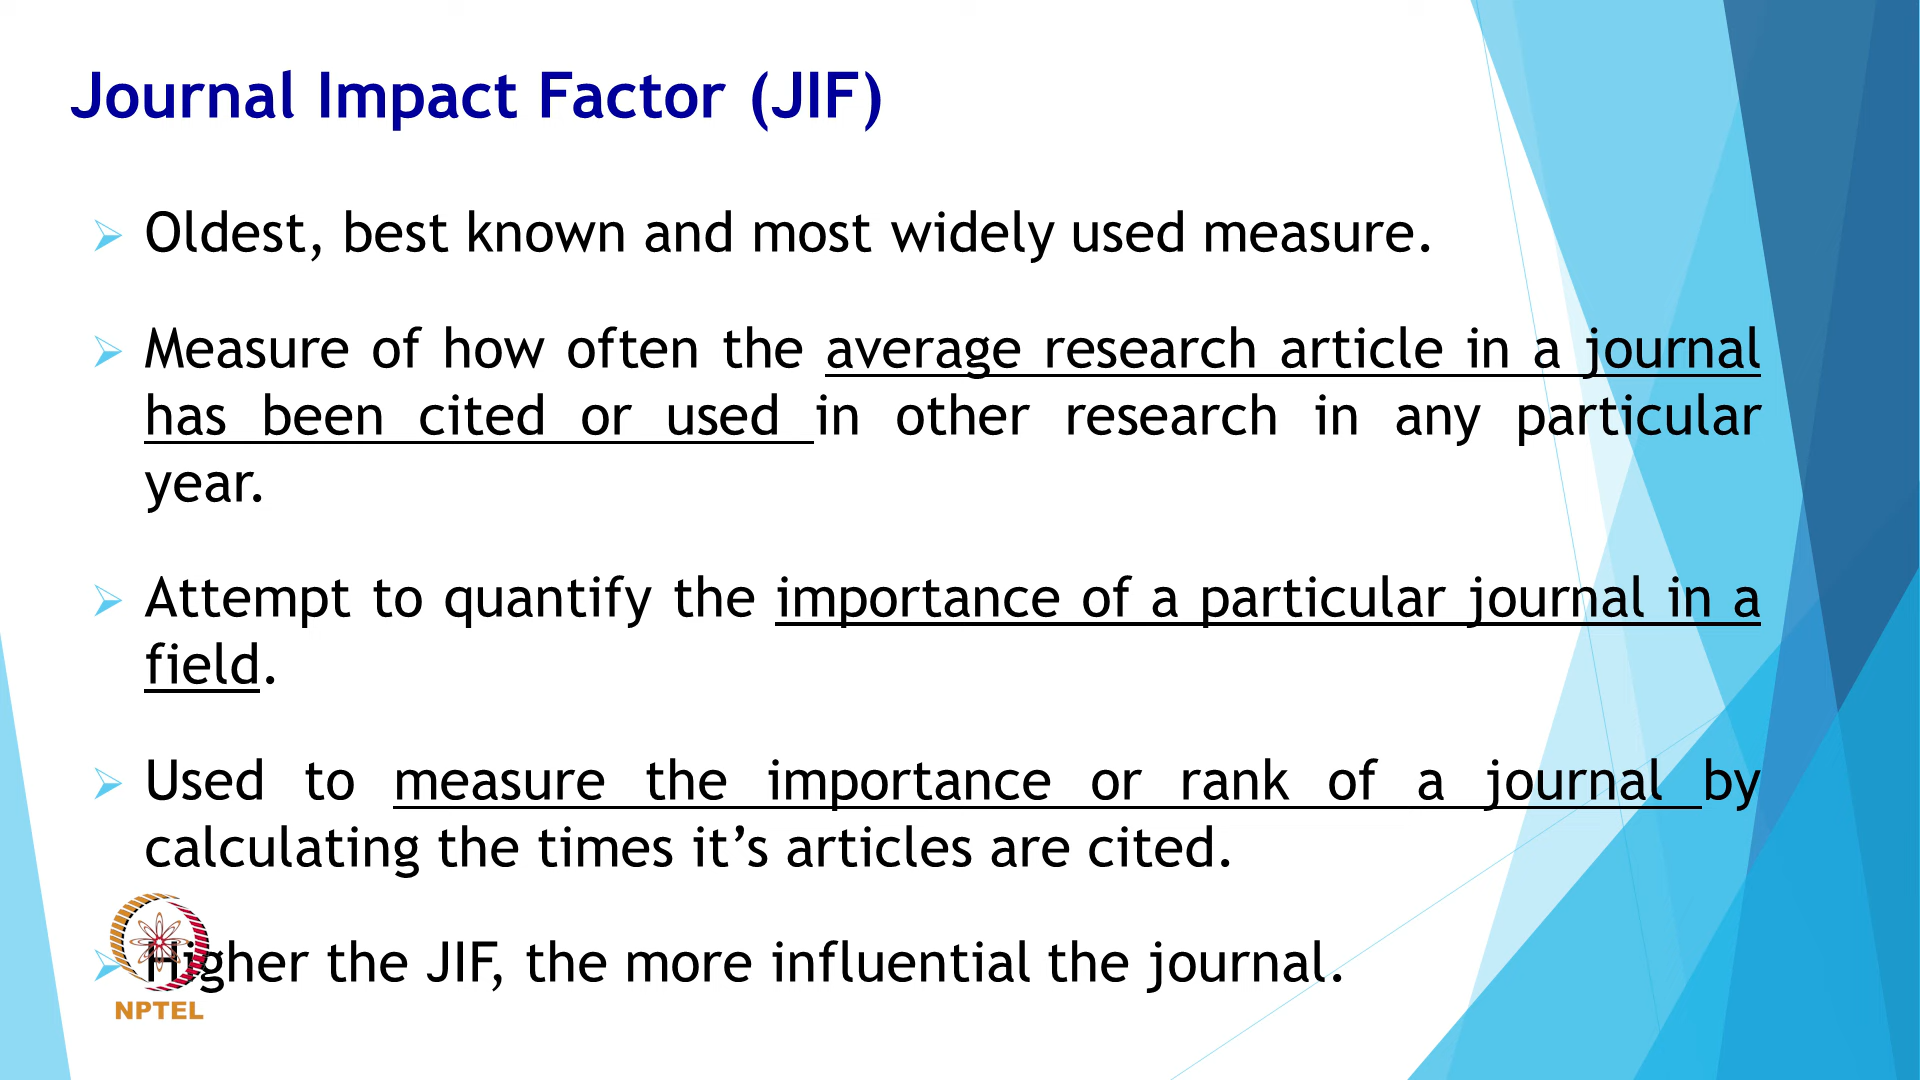 Journal Impact Factor (JIF)
Oldest, best known and most widely used measure.
Measure of how often the average research article in a journal
has been cited or used in other research in any particular
year.
Attempt to quantify the importance of a particular journal in a
field.
Used to measure the importance or rank of a journal by
calculating the times it’s articles are cited.
Higher the JIF, the more influential the journal.
NPTEL